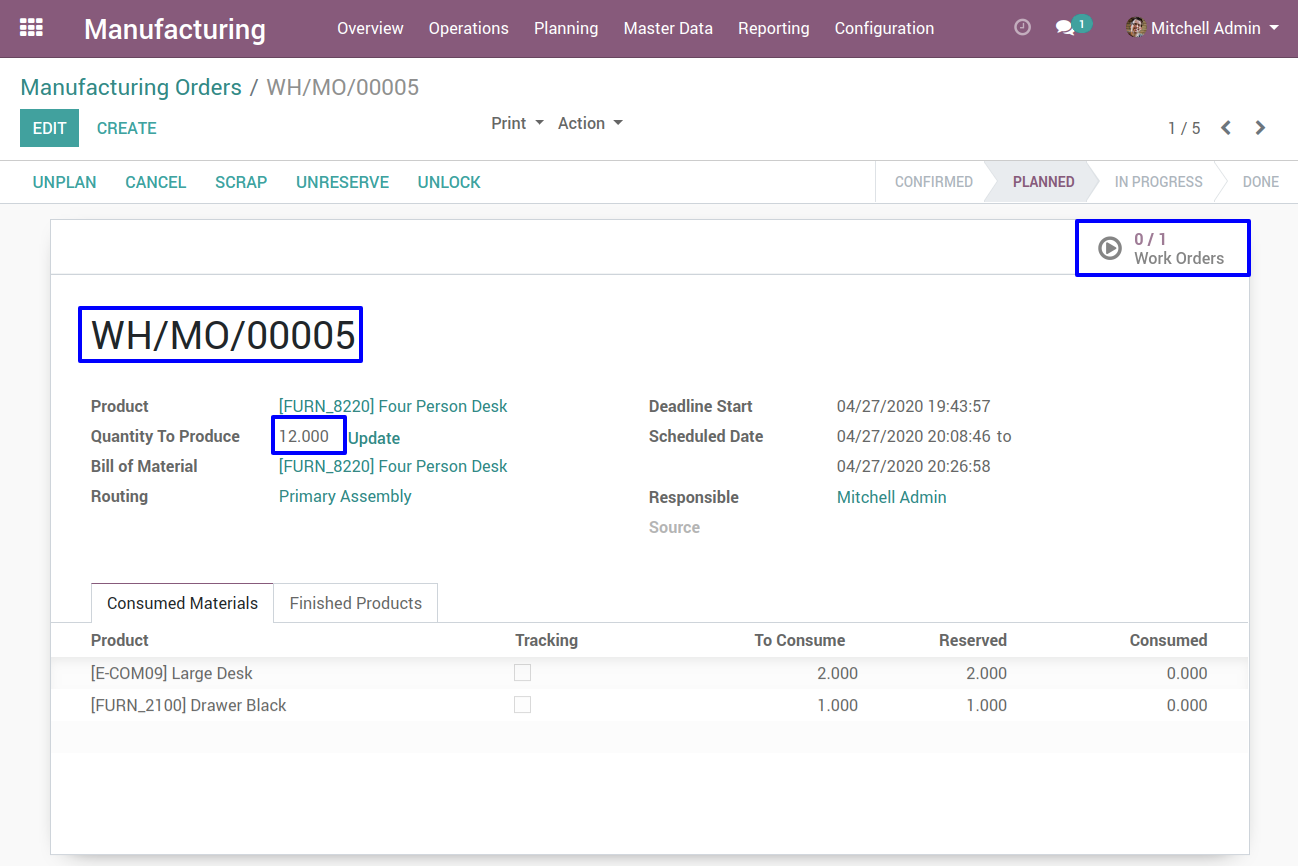 Manufacturing Overview Operations Planning Master Data Reporting Configuration 1 Mitchell Admin
Manufacturing Orders / WH/MO/00005
EDIT CREATE Print Action 1 / 5
UNPLAN CANCEL SCRAP UNRESERVE UNLOCK CONFIRMED PLANNED IN PROGRESS DONE
0 / 1
Work Orders
WH/MO/00005
Product [FURN_8220] Four Person Desk Deadline Start 04/27/2020 19:43:57
Quantity To Produce 12.000 Update Scheduled Date 04/27/2020 20:08:46 to
Bill of Material [FURN_8220] Four Person Desk 04/27/2020 20:26:58
Routing Primary Assembly Responsible Mitchell Admin
Source
Consumed Materials Finished Products
Product Tracking To Consume Reserved Consumed
[E-COM09] Large Desk 2.000 2.000 0.000
[FURN_2100] Drawer Black 1.000 1.000 0.000